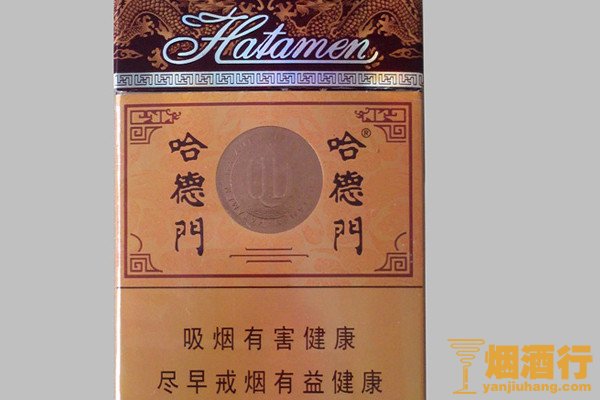 Hatamen
哈德門
哈德門®
吸烟有害健康
尽早戒烟有益健康
烟酒行
yanjiuhang.com